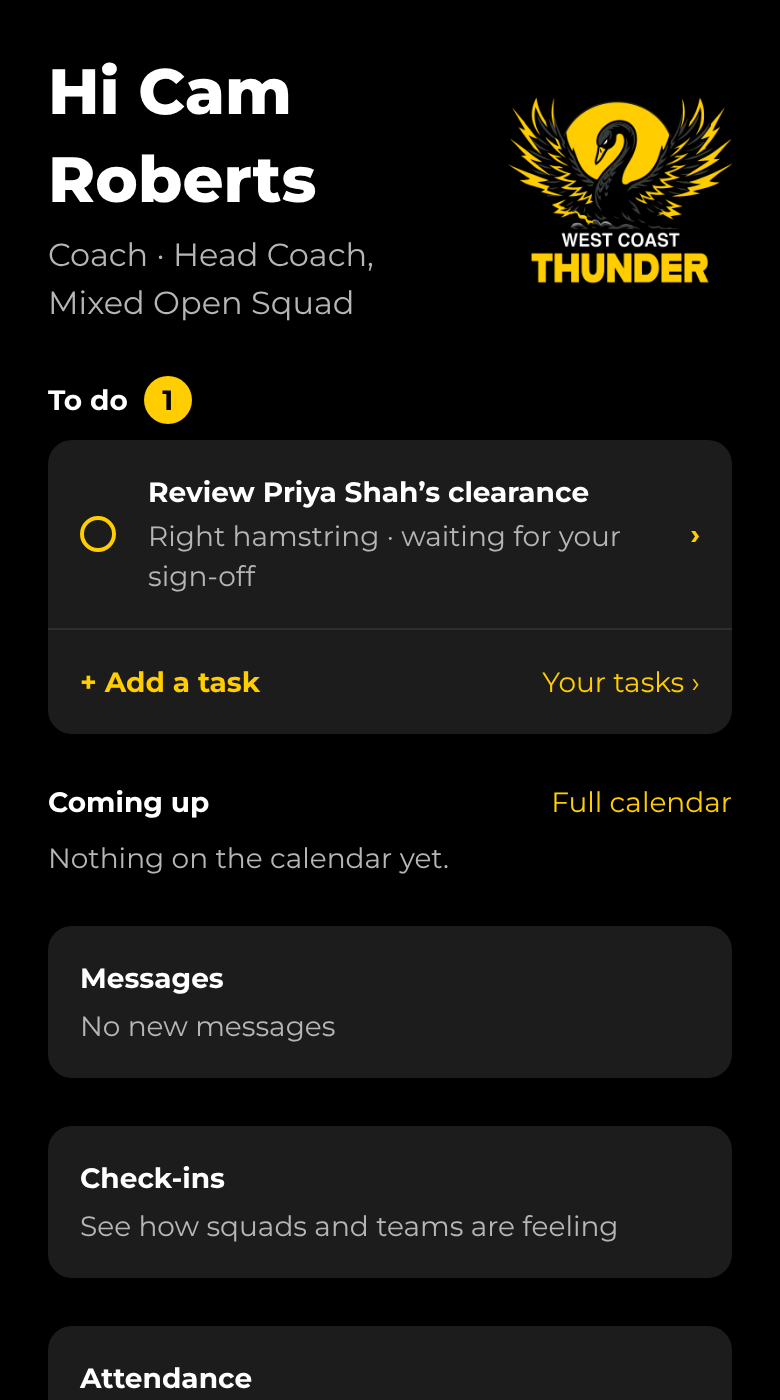 Hi Cam
Roberts
Coach · Head Coach,
Mixed Open Squad
WEST COAST
THUNDER
To do 1
Review Priya Shah’s clearance
Right hamstring · waiting for your
sign-off
›
+ Add a task
Your tasks ›
Coming up
Full calendar
Nothing on the calendar yet.
Messages
No new messages
Check-ins
See how squads and teams are feeling
Attendance